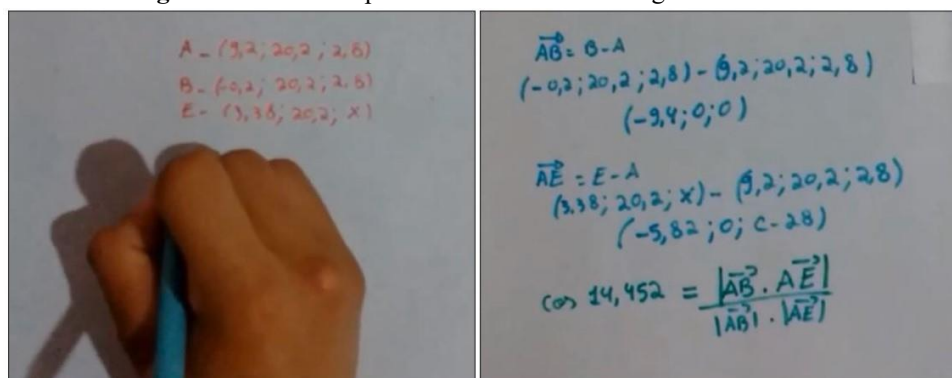 A - (9,2; 20,2; 2,8)
B - (-0,2; 20,2; 2,8)
E - (3,38; 20,2; x)
AB = B-A
(-0,2; 20,2; 2,8) - (9,2; 20,2; 2,8)
(-9,4; 0; 0)
AE = E-A
(3,38; 20,2; x) - (9,2; 20,2; 2,8)
(-5,82; 0; c-28)
cos 14,452 = |AB . AE|
|AB| . |AE|